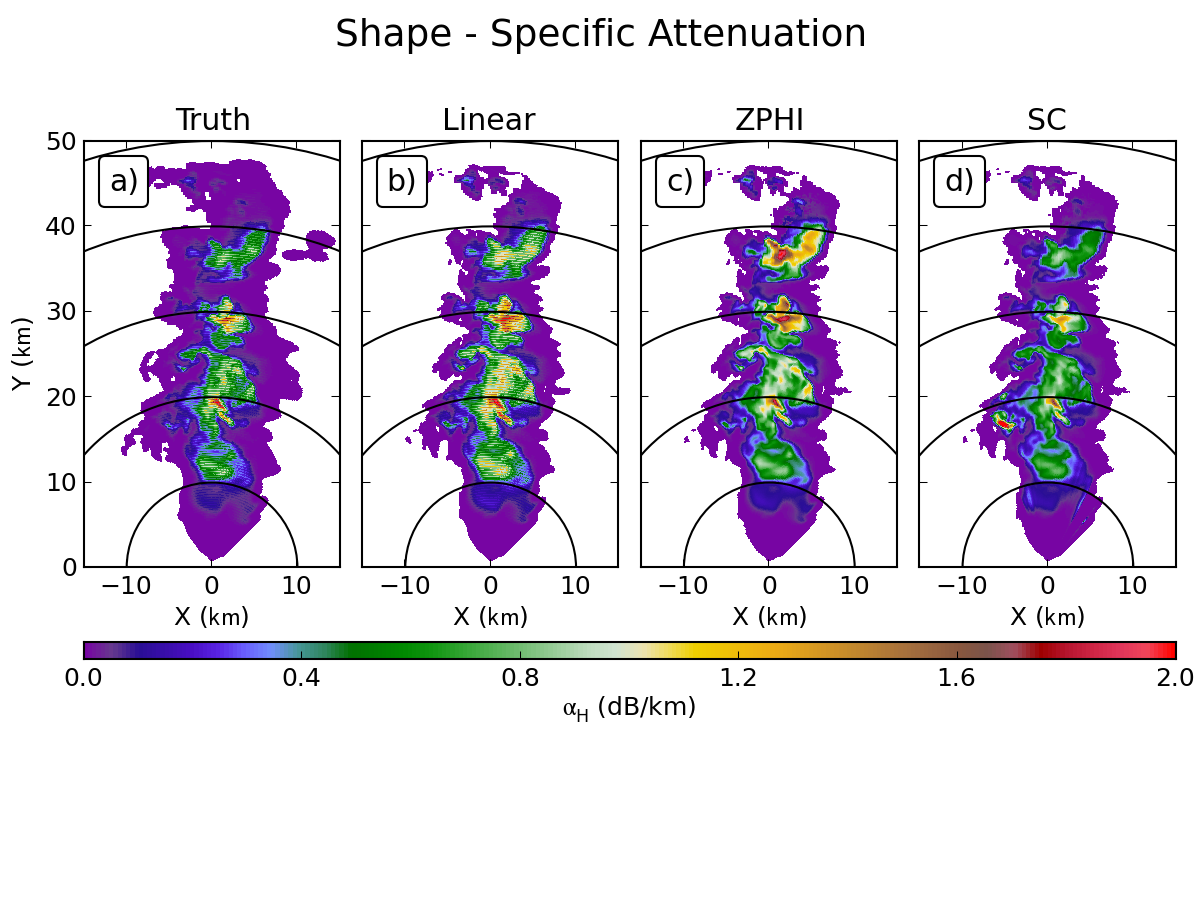 Shape - Specific Attenuation
Truth Linear ZPHI SC
a) b) c) d)
50
40
30
20
10
0
Y (km)
−10 0 10 −10 0 10 −10 0 10 −10 0 10
X (km) X (km) X (km) X (km)
0.0 0.4 0.8 1.2 1.6 2.0
αH (dB/km)